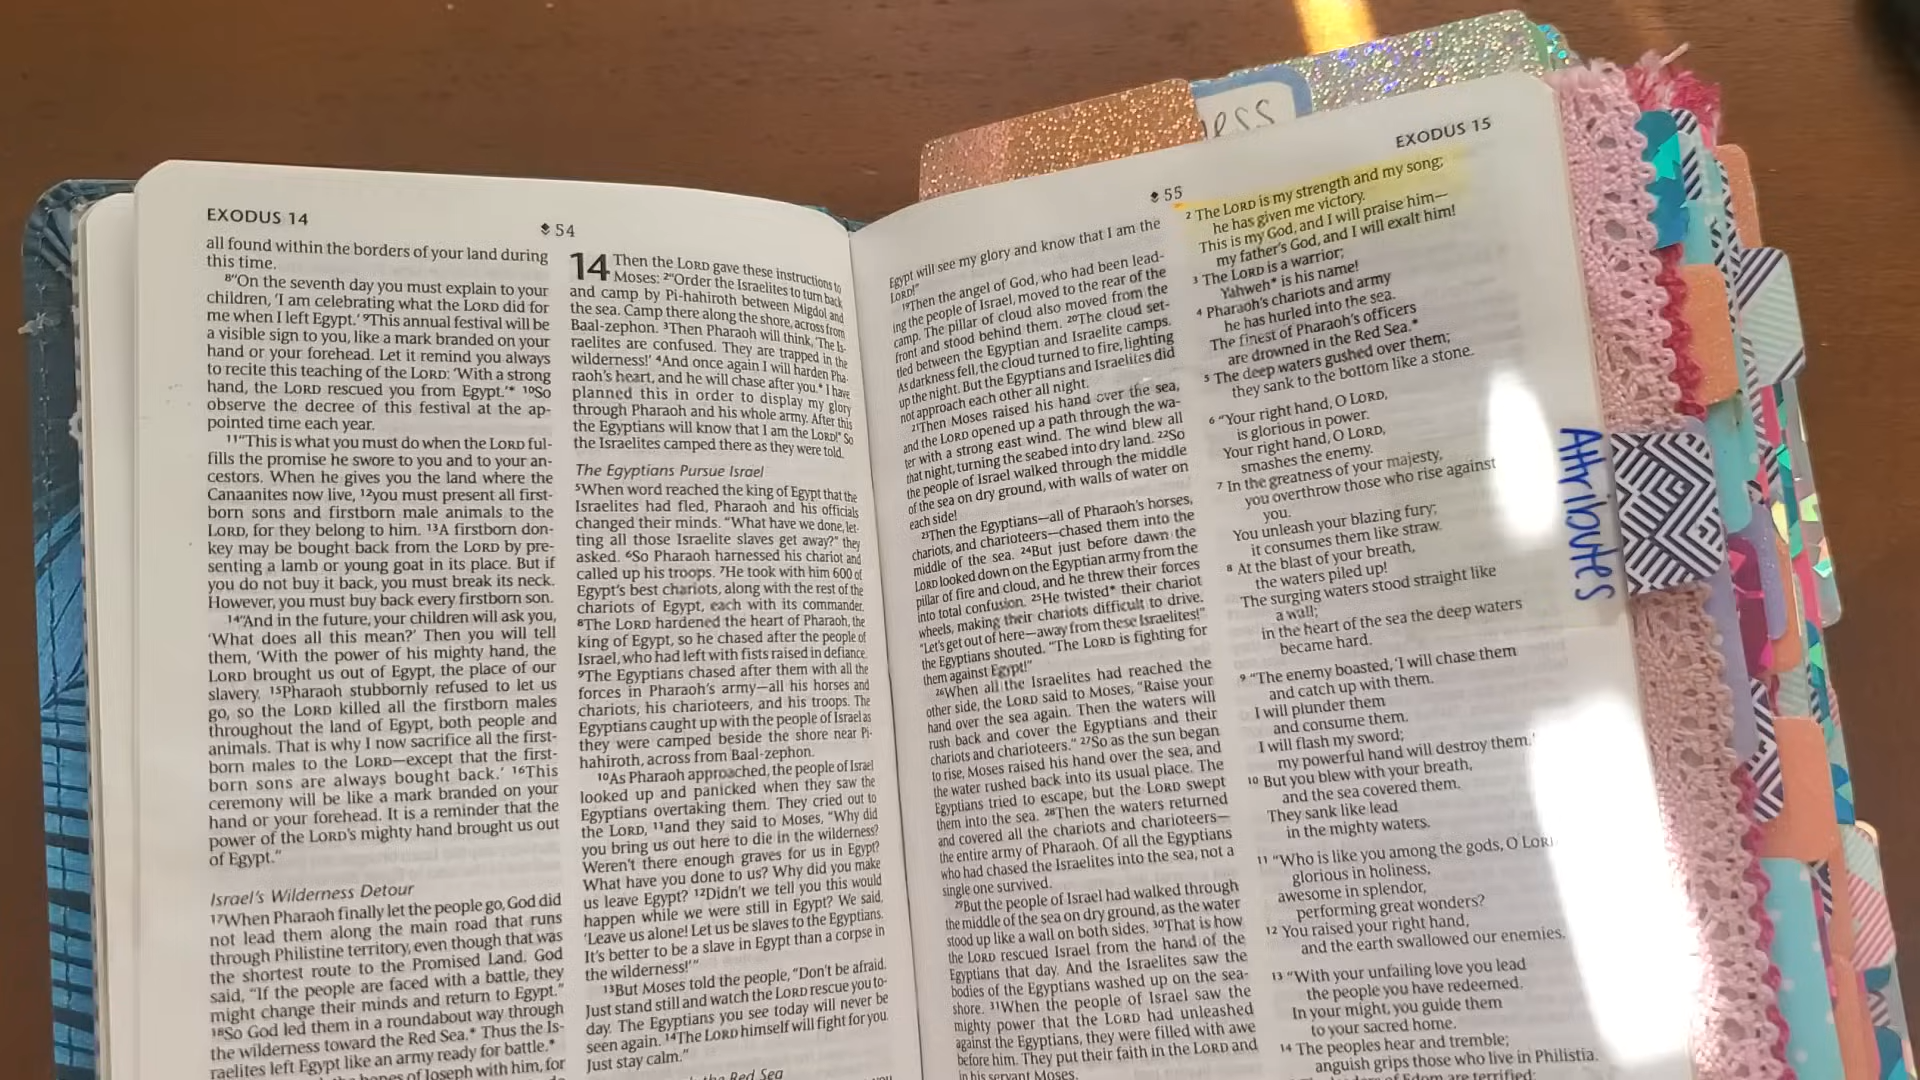 EXODUS 14
54
all found within the borders of your land during
this time.
8"On the seventh day you must explain to your
children, 'I am celebrating what the LORD did for
me when I left Egypt.' 9This annual festival will be
a visible sign to you, like a mark branded on your
hand or your forehead. Let it remind you always
to recite this teaching of the LORD: 'With a strong
hand, the LORD rescued you from Egypt.'* 10So
observe the decree of this festival at the ap-
pointed time each year.
11"This is what you must do when the LORD ful-
fills the promise he swore to you and to your an-
cestors. When he gives you the land where the
Canaanites now live, 12you must present all first-
born sons and firstborn male animals to the
LORD, for they belong to him. 13A firstborn don-
key may be bought back from the LORD by pre-
senting a lamb or young goat in its place. But if
you do not buy it back, you must break its neck.
However, you must buy back every firstborn son.
14"And in the future, your children will ask you,
'What does all this mean?' Then you will tell
them, 'With the power of his mighty hand, the
LORD brought us out of Egypt, the place of our
slavery. 15Pharaoh stubbornly refused to let us
go, so the LORD killed all the firstborn males
throughout the land of Egypt, both people and
animals. That is why I now sacrifice all the first-
born males to the LORD—except that the first-
born sons are always bought back.' 16This
ceremony will be like a mark branded on your
hand or your forehead. It is a reminder that the
power of the LORD's mighty hand brought us out
of Egypt."
Israel's Wilderness Detour
17When Pharaoh finally let the people go, God did
not lead them along the main road that runs
through Philistine territory, even though that was
the shortest route to the Promised Land. God
said, "If the people are faced with a battle, they
might change their minds and return to Egypt."
18So God led them in a roundabout way through
the wilderness toward the Red Sea.* Thus the Is-
raelites left Egypt like an army ready for battle.*
bones of Joseph with him, for
14 Then the LORD gave these instructions to
Moses: 2"Order the Israelites to turn back
and camp by Pi-hahiroth between Migdol and
the sea. Camp there along the shore, across from
Baal-zephon. 3Then Pharaoh will think, 'The Is-
raelites are confused. They are trapped in the
wilderness!' 4And once again I will harden Pha-
raoh's heart, and he will chase after you.* I have
planned this in order to display my glory
through Pharaoh and his whole army. After this
the Egyptians will know that I am the LORD!" So
the Israelites camped there as they were told.
The Egyptians Pursue Israel
5When word reached the king of Egypt that the
Israelites had fled, Pharaoh and his officials
changed their minds. "What have we done, let-
ting all those Israelite slaves get away?" they
asked. 6So Pharaoh harnessed his chariot and
called up his troops. 7He took with him 600 of
Egypt's best chariots, along with the rest of the
chariots of Egypt, each with its commander.
8The LORD hardened the heart of Pharaoh, the
king of Egypt, so he chased after the people of
Israel, who had left with fists raised in defiance.
9The Egyptians chased after them with all the
forces in Pharaoh's army—all his horses and
chariots, his charioteers, and his troops. The
Egyptians caught up with the people of Israel as
they were camped beside the shore near Pi-
hahiroth, across from Baal-zephon.
10As Pharaoh approached, the people of Israel
looked up and panicked when they saw the
Egyptians overtaking them. They cried out to
the LORD, 11and they said to Moses, "Why did
you bring us out here to die in the wilderness?
Weren't there enough graves for us in Egypt?
What have you done to us? Why did you make
us leave Egypt? 12Didn't we tell you this would
happen while we were still in Egypt? We said,
'Leave us alone! Let us be slaves to the Egyptians.
It's better to be a slave in Egypt than a corpse in
the wilderness!'"
13But Moses told the people, "Don't be afraid.
Just stand still and watch the LORD rescue you to-
day. The Egyptians you see today will never be
seen again. 14The LORD himself will fight for you.
Just stay calm."
the Red Sea
ess
55
EXODUS 15
Egypt will see my glory and know that I am the
LORD!"
19Then the angel of God, who had been lead-
ing the people of Israel, moved to the rear of the
camp. The pillar of cloud also moved from the
front and stood behind them. 20The cloud set-
tled between the Egyptian and Israelite camps.
As darkness fell, the cloud turned to fire, lighting
up the night. But the Egyptians and Israelites did
not approach each other all night.
21Then Moses raised his hand over the sea,
and the LORD opened up a path through the wa-
ter with a strong east wind. The wind blew all
that night, turning the seabed into dry land. 22So
the people of Israel walked through the middle
of the sea on dry ground, with walls of water on
each side!
23Then the Egyptians—all of Pharaoh's horses,
chariots, and charioteers—chased them into the
middle of the sea. 24But just before dawn the
LORD looked down on the Egyptian army from the
pillar of fire and cloud, and he threw their forces
into total confusion. 25He twisted* their chariot
wheels, making their chariots difficult to drive.
"Let's get out of here—away from these Israelites!"
the Egyptians shouted. "The LORD is fighting for
them against Egypt!"
26When all the Israelites had reached the
other side, the LORD said to Moses, "Raise your
hand over the sea again. Then the waters will
rush back and cover the Egyptians and their
chariots and charioteers." 27So as the sun began
to rise, Moses raised his hand over the sea, and
the water rushed back into its usual place. The
Egyptians tried to escape, but the LORD swept
them into the sea. 28Then the waters returned
and covered all the chariots and charioteers—
the entire army of Pharaoh. Of all the Egyptians
who had chased the Israelites into the sea, not a
single one survived.
29But the people of Israel had walked through
the middle of the sea on dry ground, as the water
stood up like a wall on both sides. 30That is how
the LORD rescued Israel from the hand of the
Egyptians that day. And the Israelites saw the
bodies of the Egyptians washed up on the sea-
shore. 31When the people of Israel saw the
mighty power that the LORD had unleashed
against the Egyptians, they were filled with awe
before him. They put their faith in the LORD and
in his servant Moses.
2 The LORD is my strength and my song;
he has given me victory.
This is my God, and I will praise him—
my father's God, and I will exalt him!
3 The LORD is a warrior;
Yahweh* is his name!
4 Pharaoh's chariots and army
he has hurled into the sea.
The finest of Pharaoh's officers
are drowned in the Red Sea.*
5 The deep waters gushed over them;
they sank to the bottom like a stone.
6 "Your right hand, O LORD,
is glorious in power.
Your right hand, O LORD,
smashes the enemy.
7 In the greatness of your majesty,
you overthrow those who rise against
you.
You unleash your blazing fury;
it consumes them like straw.
8 At the blast of your breath,
the waters piled up!
The surging waters stood straight like
a wall;
in the heart of the sea the deep waters
became hard.
9 "The enemy boasted, 'I will chase them
and catch up with them.
I will plunder them
and consume them.
I will flash my sword;
my powerful hand will destroy them.'
10 But you blew with your breath,
and the sea covered them.
They sank like lead
in the mighty waters.
11 "Who is like you among the gods, O LORD
glorious in holiness,
awesome in splendor,
performing great wonders?
12 You raised your right hand,
and the earth swallowed our enemies.
13 "With your unfailing love you lead
the people you have redeemed.
In your might, you guide them
to your sacred home.
14 The peoples hear and tremble;
anguish grips those who live in Philistia.
of Edom are terrified;
Attributes